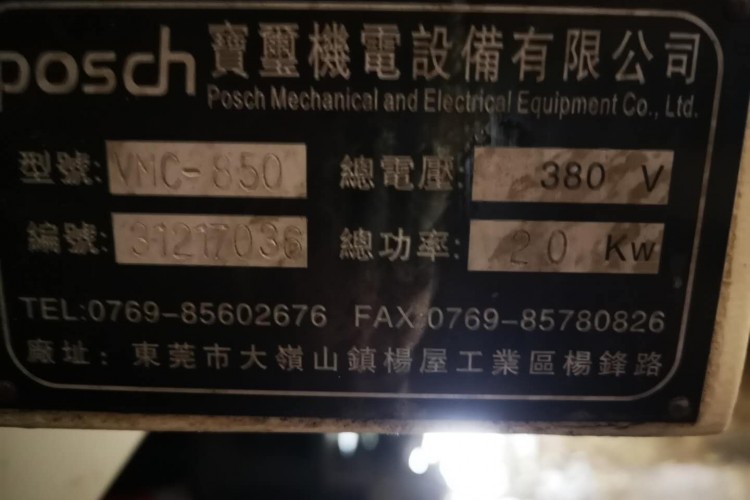 posch 寶璽機電設備有限公司
Posch Mechanical and Electrical Equipment Co., Ltd.
型號: VMC-850 總電壓: 380 V
編號: 31217036 總功率: 20 Kw
TEL:0769-85602676 FAX:0769-85780826
廠址：東莞市大嶺山鎮楊屋工業區楊鋒路